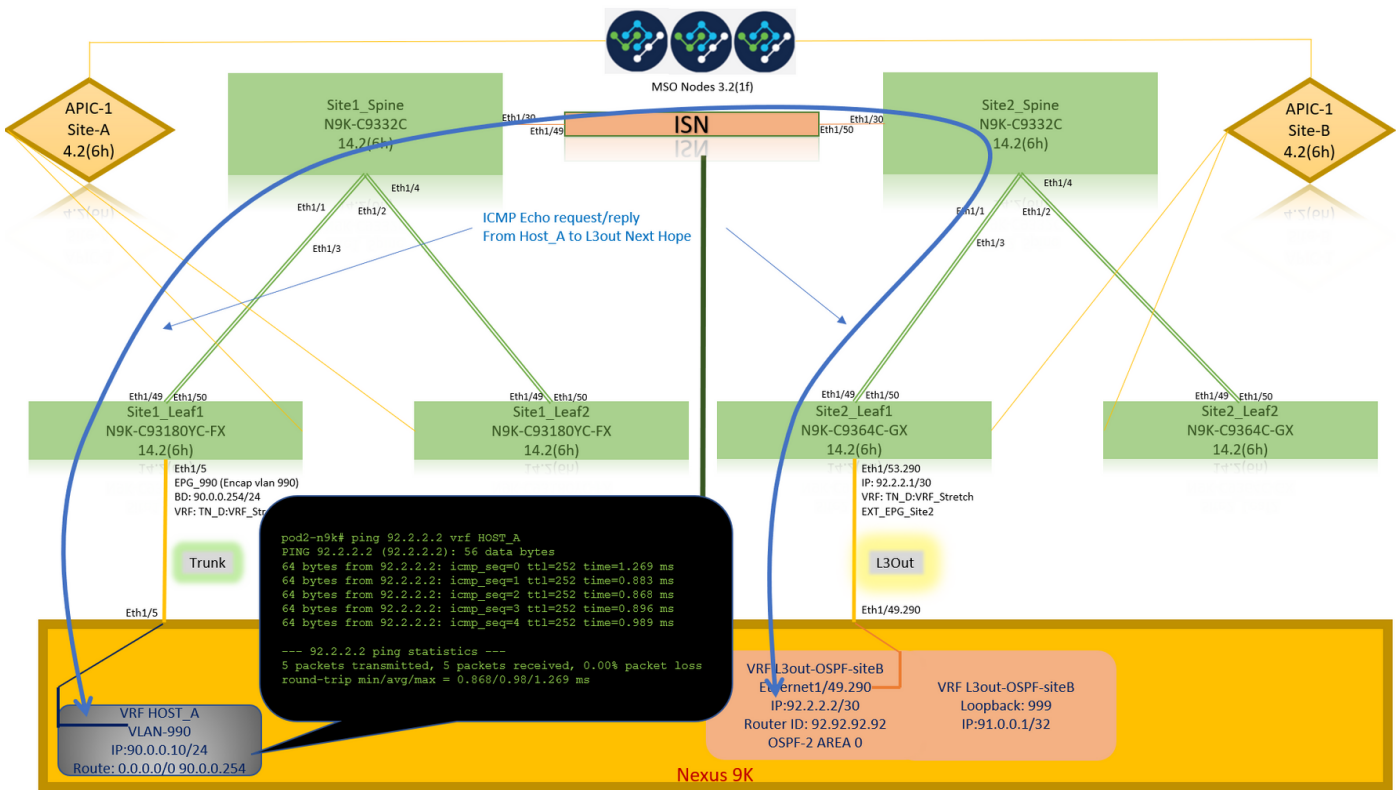 MSO Nodes 3.2(1f)
APIC-1
Site-A
4.2(6h)
Site1_Spine
N9K-C9332C
14.2(6h)
Eth1/30
Eth1/49
ISN
Eth1/30
Eth1/50
Site2_Spine
N9K-C9332C
14.2(6h)
APIC-1
Site-B
4.2(6h)
Eth1/4
Eth1/1
Eth1/2
Eth1/3
ICMP Echo request/reply
From Host_A to L3out Next Hope
Eth1/4
Eth1/1
Eth1/2
Eth1/3
Eth1/49
Eth1/50
Site1_Leaf1
N9K-C93180YC-FX
14.2(6h)
Eth1/49
Eth1/50
Site1_Leaf2
N9K-C93180YC-FX
14.2(6h)
Eth1/49
Eth1/50
Site2_Leaf1
N9K-C9364C-GX
14.2(6h)
Eth1/49
Eth1/50
Site2_Leaf2
N9K-C9364C-GX
14.2(6h)
Eth1/5
EPG_990 (Encap vlan 990)
BD: 90.0.0.254/24
VRF: TN_D:VRF_Str
Trunk
Eth1/5
Eth1/53.290
IP: 92.2.2.1/30
VRF: TN_D:VRF_Stretch
EXT_EPG_Site2
L3Out
Eth1/49.290
pod2-n9k# ping 92.2.2.2 vrf HOST_A
PING 92.2.2.2 (92.2.2.2): 56 data bytes
64 bytes from 92.2.2.2: icmp_seq=0 ttl=252 time=1.269 ms
64 bytes from 92.2.2.2: icmp_seq=1 ttl=252 time=0.883 ms
64 bytes from 92.2.2.2: icmp_seq=2 ttl=252 time=0.868 ms
64 bytes from 92.2.2.2: icmp_seq=3 ttl=252 time=0.896 ms
64 bytes from 92.2.2.2: icmp_seq=4 ttl=252 time=0.989 ms
--- 92.2.2.2 ping statistics ---
5 packets transmitted, 5 packets received, 0.00% packet loss
round-trip min/avg/max = 0.868/0.98/1.269 ms
VRF HOST_A
VLAN-990
IP:90.0.0.10/24
Route: 0.0.0.0/0 90.0.0.254
VRF L3out-OSPF-siteB
Ethernet1/49.290
IP:92.2.2.2/30
Router ID: 92.92.92.92
OSPF-2 AREA 0
VRF L3out-OSPF-siteB
Loopback: 999
IP:91.0.0.1/32
Nexus 9K